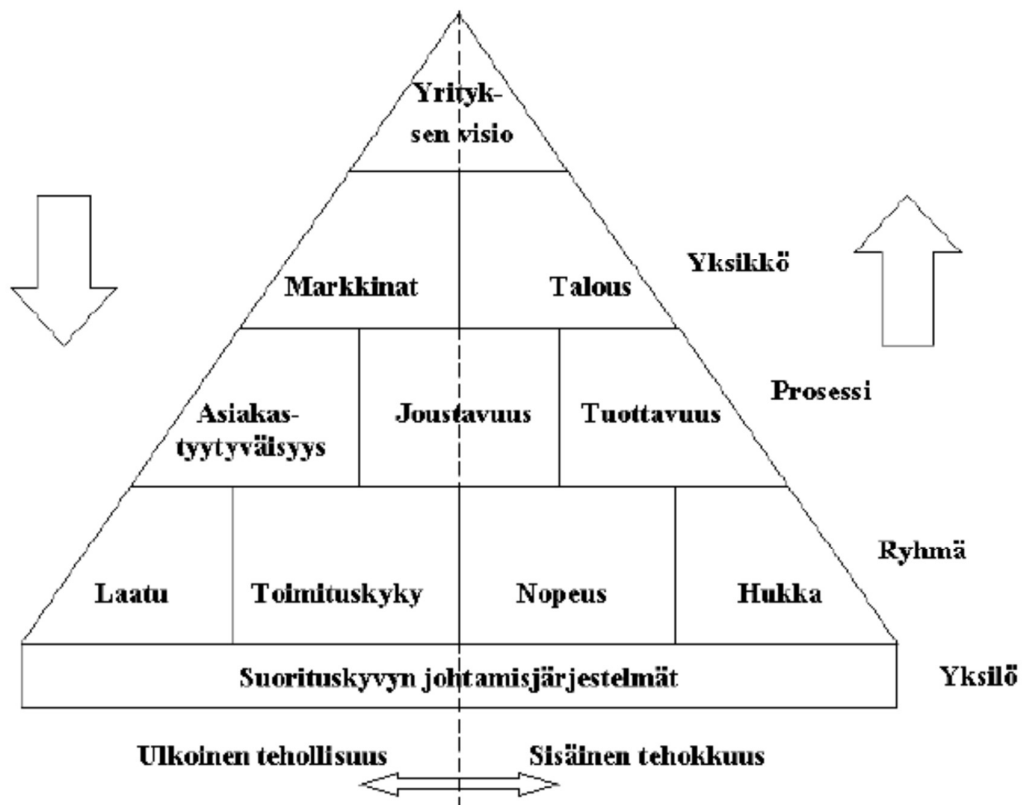 Yrityk-
sen visio
Yksikkö
Markkinat
Talous
Prosessi
Asiakas-
tyytyväisyys
Joustavuus
Tuottavuus
Ryhmä
Laatu
Toimituskyky
Nopeus
Hukka
Suorituskyvyn johtamisjärjestelmät
Yksilö
Ulkoinen tehollisuus
Sisäinen tehokkuus